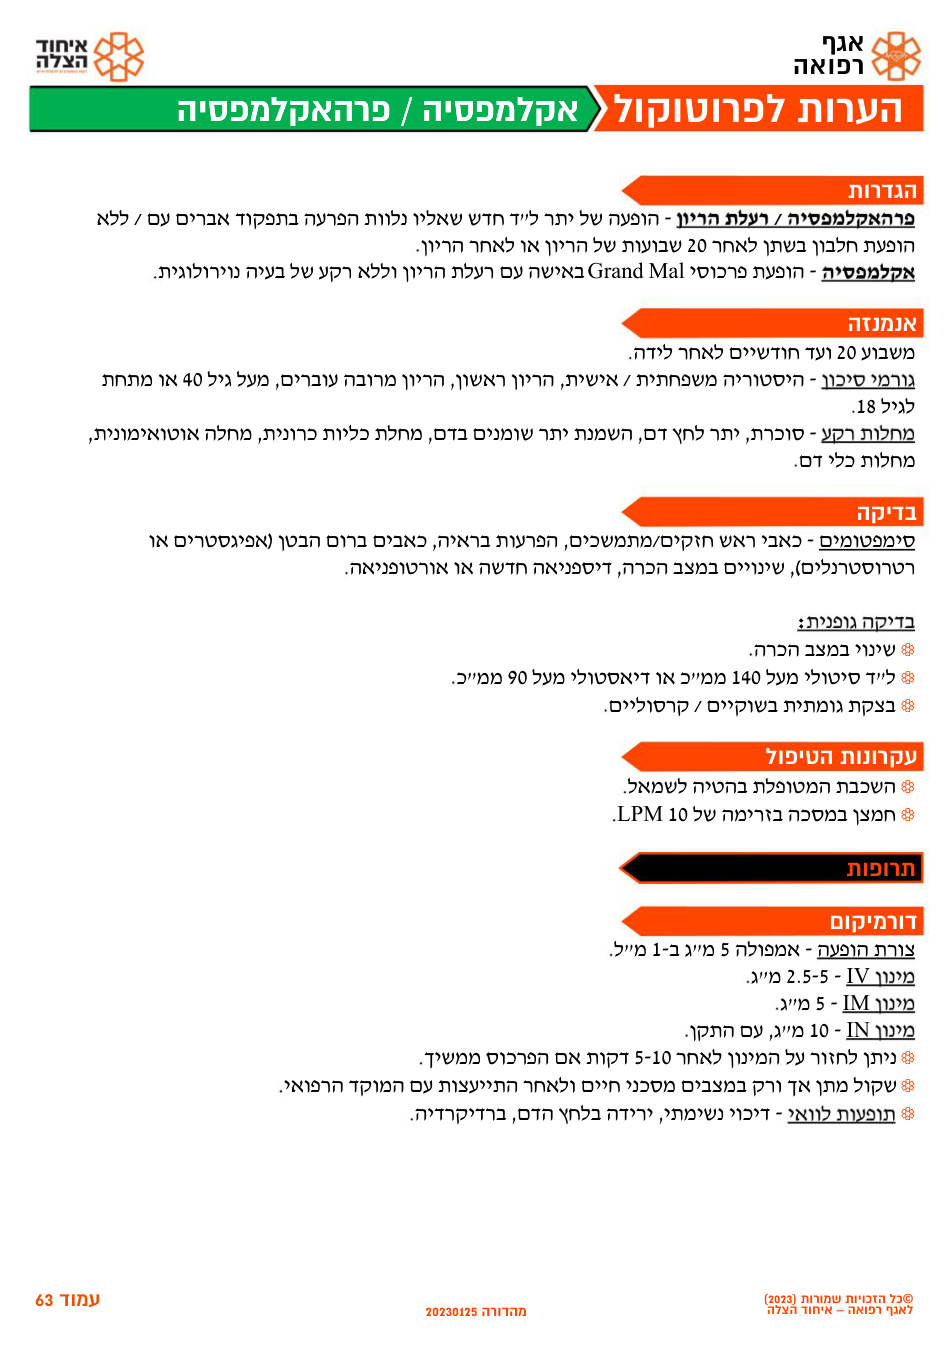 אגף
רפואה
איחוד
הצלה
הערות לפרוטוקול
אקלמפסיה / פרהאקלמפסיה
הגדרות
פרהאקלמפסיה / רעלת הריון - הופעה של יתר ל״ד חדש שאליו נלוות הפרעה בתפקוד אברים עם / ללא
הופעת חלבון בשתן לאחר 20 שבועות של הריון או לאחר הריון.
אקלמפסיה - הופעת פרכוסי Grand Mal באישה עם רעלת הריון וללא רקע של בעיה נוירולוגית.
אנמנזה
משבוע 20 ועד חודשיים לאחר לידה.
גורמי סיכון - היסטוריה משפחתית / אישית, הריון ראשון, הריון מרובה עוברים, מעל גיל 40 או מתחת
לגיל 18.
מחלות רקע - סוכרת, יתר לחץ דם, השמנת יתר שומנים בדם, מחלת כליות כרונית, מחלה אוטואימונית,
מחלות כלי דם.
בדיקה
סימפטומים - כאבי ראש חזקים/מתמשכים, הפרעות בראיה, כאבים ברום הבטן (אפיגסטרים או
רטרוסטרנלים), שינויים במצב הכרה, דיספניאה חדשה או אורטופניאה.
בדיקה גופנית:
שינוי במצב הכרה.
ל״ד סיטולי מעל 140 ממ״כ או דיאסטולי מעל 90 ממ״כ.
בצקת גומתית בשוקיים / קרסוליים.
עקרונות הטיפול
השכבת המטופלת בהטיה לשמאל.
חמצן במסכה בזרימה של 10 LPM.
תרופות
דורמיקום
צורת הופעה - אמפולה 5 מ״ג ב-1 מ״ל.
מינון IV - 2.5-5 מ״ג.
מינון IM - 5 מ״ג.
מינון IN - 10 מ״ג, עם התקן.
ניתן לחזור על המינון לאחר 5-10 דקות אם הפרכוס ממשיך.
שקול מתן אך ורק במצבים מסכני חיים ולאחר התייעצות עם המוקד הרפואי.
תופעות לוואי - דיכוי נשימתי, ירידה בלחץ הדם, ברדיקרדיה.
©כל הזכויות שמורות (2023)
לאגף רפואה – איחוד הצלה
מהדורה 20230125
עמוד 63